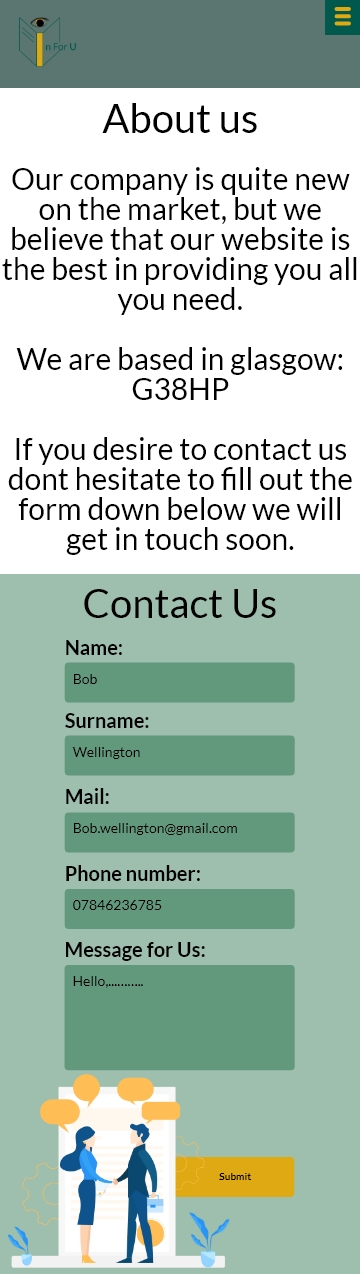 n For U
About us
Our company is quite new
on the market, but we
believe that our website is
the best in providing you all
you need.
We are based in glasgow:
G38HP
If you desire to contact us
dont hesitate to fill out the
form down below we will
get in touch soon.
Contact Us
Name:
Bob
Surname:
Wellington
Mail:
Bob.wellington@gmail.com
Phone number:
07846236785
Message for Us:
Hello,...........
Submit